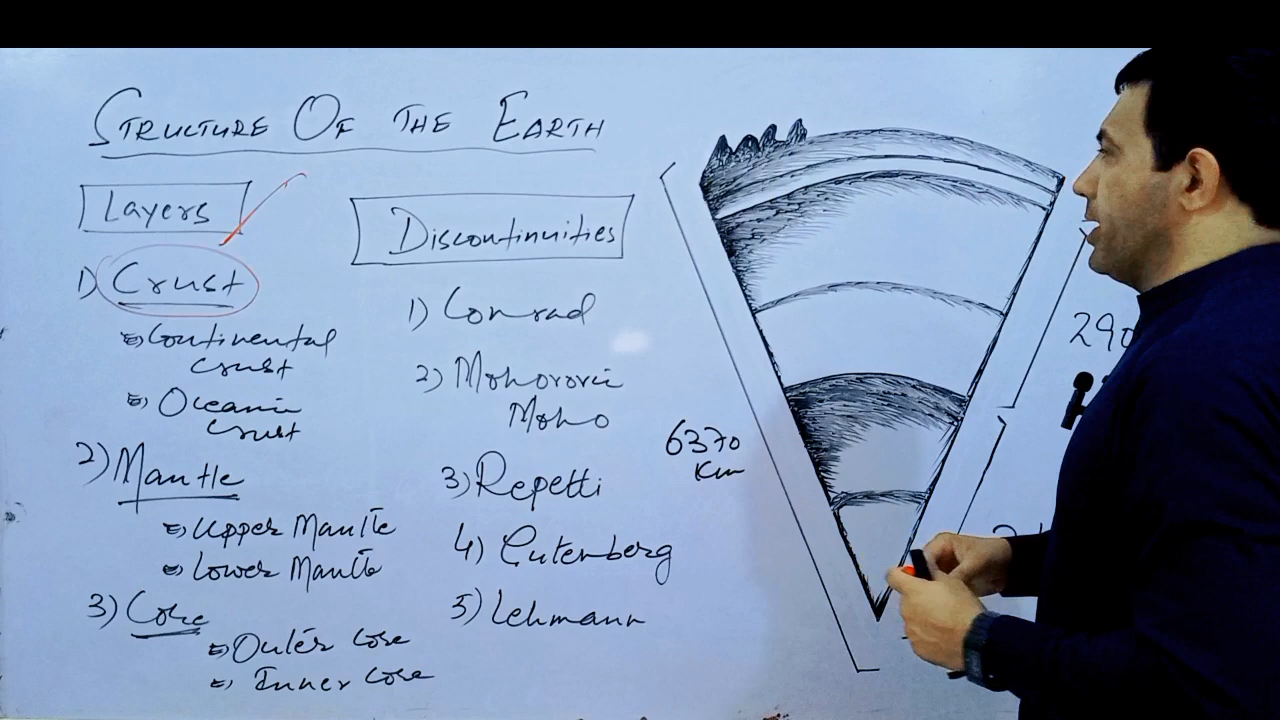 STRUCTURE OF THE EARTH
Layers
1) Crust
Continental
Crust
Oceanic
Crust
2) Mantle
Upper Mantle
Lower Mantle
3) Core
Outer Core
Inner Core
Discontinuities
1) Conrad
2) Mohorovic
Moho
3) Repetti
4) Gutenberg
5) Lehmann
6370
Km
290